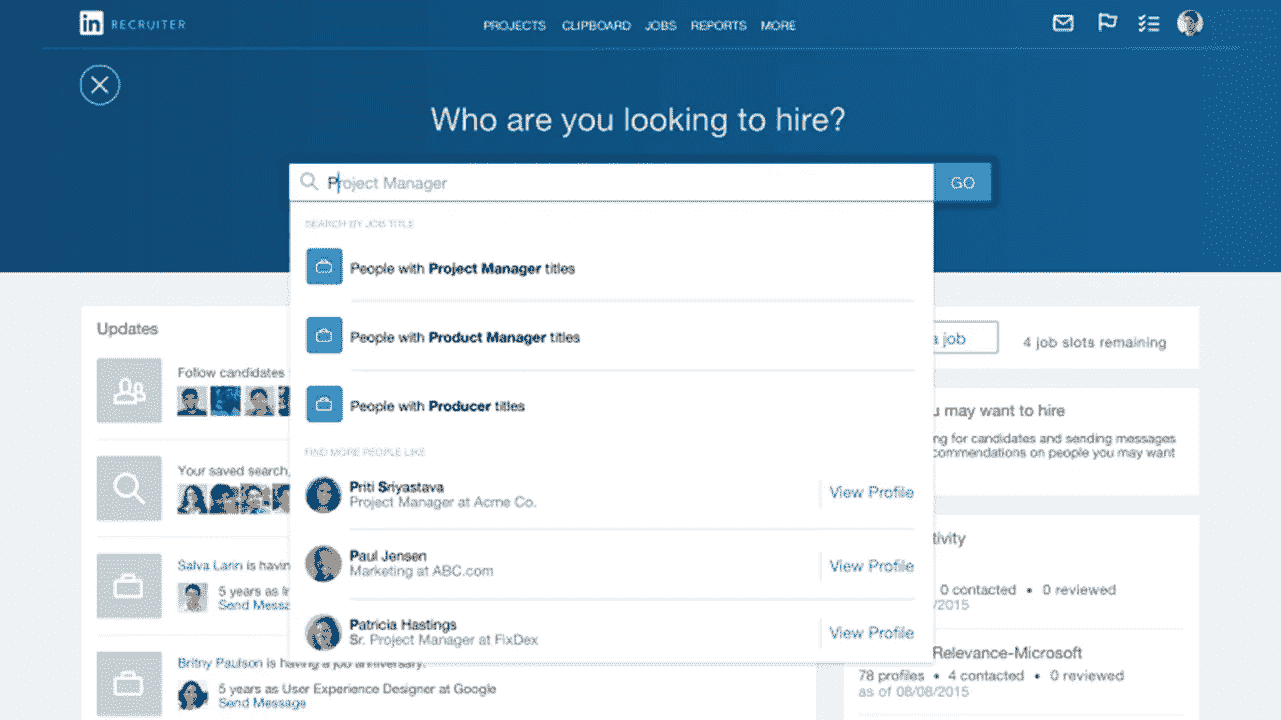 in RECRUITER
PROJECTS CLIPBOARD JOBS REPORTS MORE
Who are you looking to hire?
Project Manager
GO
SEARCH BY JOB TITLE
People with Project Manager titles
People with Product Manager titles
People with Producer titles
FIND MORE PEOPLE LIKE
Priti Sriyastava
Project Manager at Acme Co.
View Profile
Paul Jensen
Marketing at ABC.com
View Profile
Patricia Hastings
Sr. Project Manager at FixDex
View Profile
Updates
Follow candidates
Your saved search,
Salva Larin is having
5 years as
Send Messa
Britny Paulson is having a job anniversary.
5 years as User Experience Designer at Google
Send Message
a job
4 job slots remaining
u may want to hire
ng for candidates and sending messages
commendations on people you may want
tivity
0 contacted • 0 reviewed
/2015
Relevance-Microsoft
78 profiles • 4 contacted • 0 reviewed
as of 08/08/2015